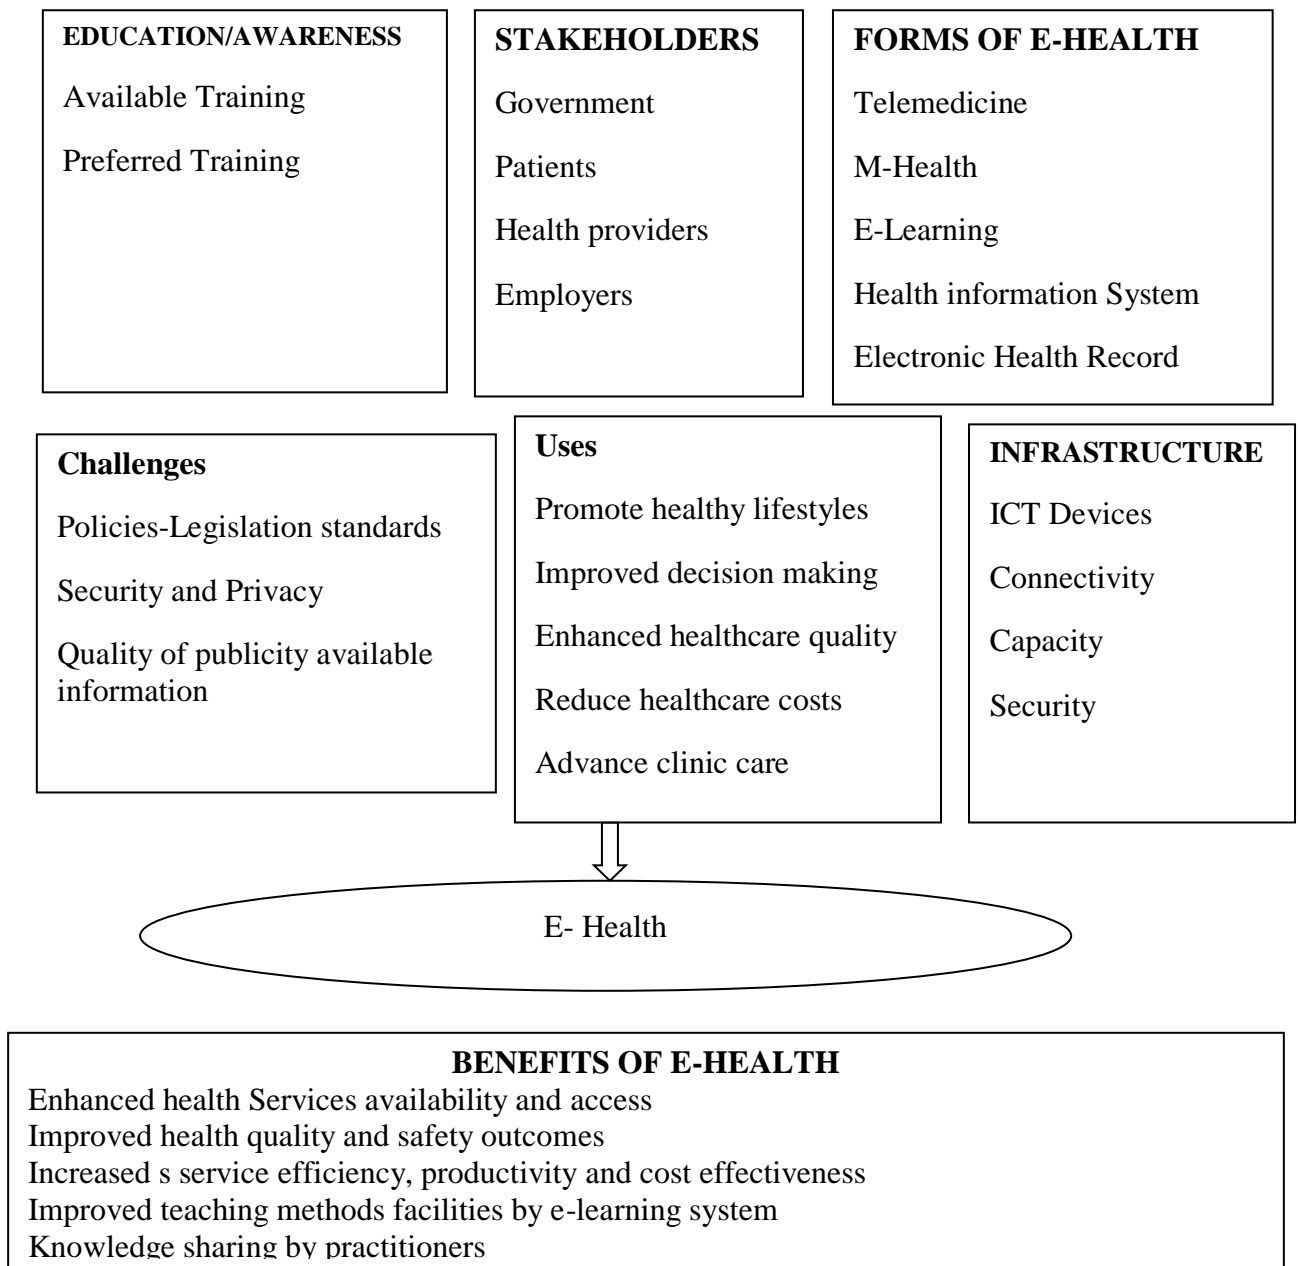 EDUCATION/AWARENESS
Available Training
Preferred Training
STAKEHOLDERS
Government
Patients
Health providers
Employers
FORMS OF E-HEALTH
Telemedicine
M-Health
E-Learning
Health information System
Electronic Health Record
Challenges
Policies-Legislation standards
Security and Privacy
Quality of publicity available
information
Uses
Promote healthy lifestyles
Improved decision making
Enhanced healthcare quality
Reduce healthcare costs
Advance clinic care
INFRASTRUCTURE
ICT Devices
Connectivity
Capacity
Security
E- Health
BENEFITS OF E-HEALTH
Enhanced health Services availability and access
Improved health quality and safety outcomes
Increased s service efficiency, productivity and cost effectiveness
Improved teaching methods facilities by e-learning system
Knowledge sharing by practitioners